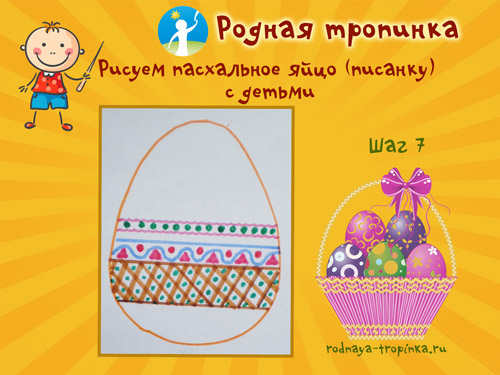 Родная тропинка
Рисуем пасхальное яйцо (писанку)
с детьми
Шаг 7
rodnaya-tropinka.ru